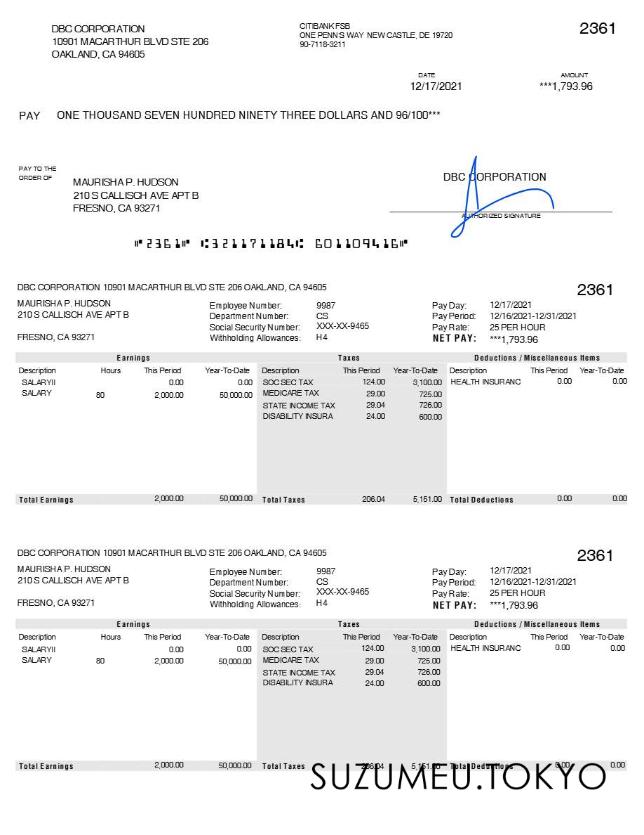 DBC CORPORATION
10901 MACARTHUR BLVD STE 206
OAKLAND, CA 94605
CITIBANK FSB
ONE PENN'S WAY NEW CASTLE, DE 19720
90-7118-3211
2361
DATE AMOUNT
12/17/2021 ***1,793.96
PAY ONE THOUSAND SEVEN HUNDRED NINETY THREE DOLLARS AND 96/100***
PAY TO THE
ORDER OF
MAURISHA P. HUDSON
210 S CALLISCH AVE APT B
FRESNO, CA 93271
DBC CORPORATION
AUTHORIZED SIGNATURE
⑈2361⑈ ⑆321171184⑆ 601109416⑈
DBC CORPORATION 10901 MACARTHUR BLVD STE 206 OAKLAND, CA 94605 2361
MAURISHA P. HUDSON Employee Number: 9987 Pay Day: 12/17/2021
210 S CALLISCH AVE APT B Department Number: CS Pay Period: 12/16/2021-12/31/2021
Social Security Number: XXX-XX-9465 Pay Rate: 25 PER HOUR
FRESNO, CA 93271 Withholding Allowances: H4 NET PAY: ***1,793.96
Earnings Taxes Deductions / Miscellaneous Items
Description Hours This Period Year-To-Date Description This Period Year-To-Date Description This Period Year-To-Date
SALARYII 0.00 0.00 SOC SEC TAX 124.00 3,100.00 HEALTH INSURANC 0.00 0.00
SALARY 80 2,000.00 50,000.00 MEDICARE TAX 29.00 725.00
STATE INCOME TAX 29.04 726.00
DISABILITY INSURA 24.00 600.00
Total Earnings 2,000.00 50,000.00 Total Taxes 206.04 5,151.00 Total Deductions 0.00 0.00
DBC CORPORATION 10901 MACARTHUR BLVD STE 206 OAKLAND, CA 94605 2361
MAURISHA P. HUDSON Employee Number: 9987 Pay Day: 12/17/2021
210 S CALLISCH AVE APT B Department Number: CS Pay Period: 12/16/2021-12/31/2021
Social Security Number: XXX-XX-9465 Pay Rate: 25 PER HOUR
FRESNO, CA 93271 Withholding Allowances: H4 NET PAY: ***1,793.96
Earnings Taxes Deductions / Miscellaneous Items
Description Hours This Period Year-To-Date Description This Period Year-To-Date Description This Period Year-To-Date
SALARYII 0.00 0.00 SOC SEC TAX 124.00 3,100.00 HEALTH INSURANC 0.00 0.00
SALARY 80 2,000.00 50,000.00 MEDICARE TAX 29.00 725.00
STATE INCOME TAX 29.04 726.00
DISABILITY INSURA 24.00 600.00
Total Earnings 2,000.00 50,000.00 Total Taxes 206.04 5,151.00 Total Deductions 0.00 0.00
SUZUMEU.TOKYO